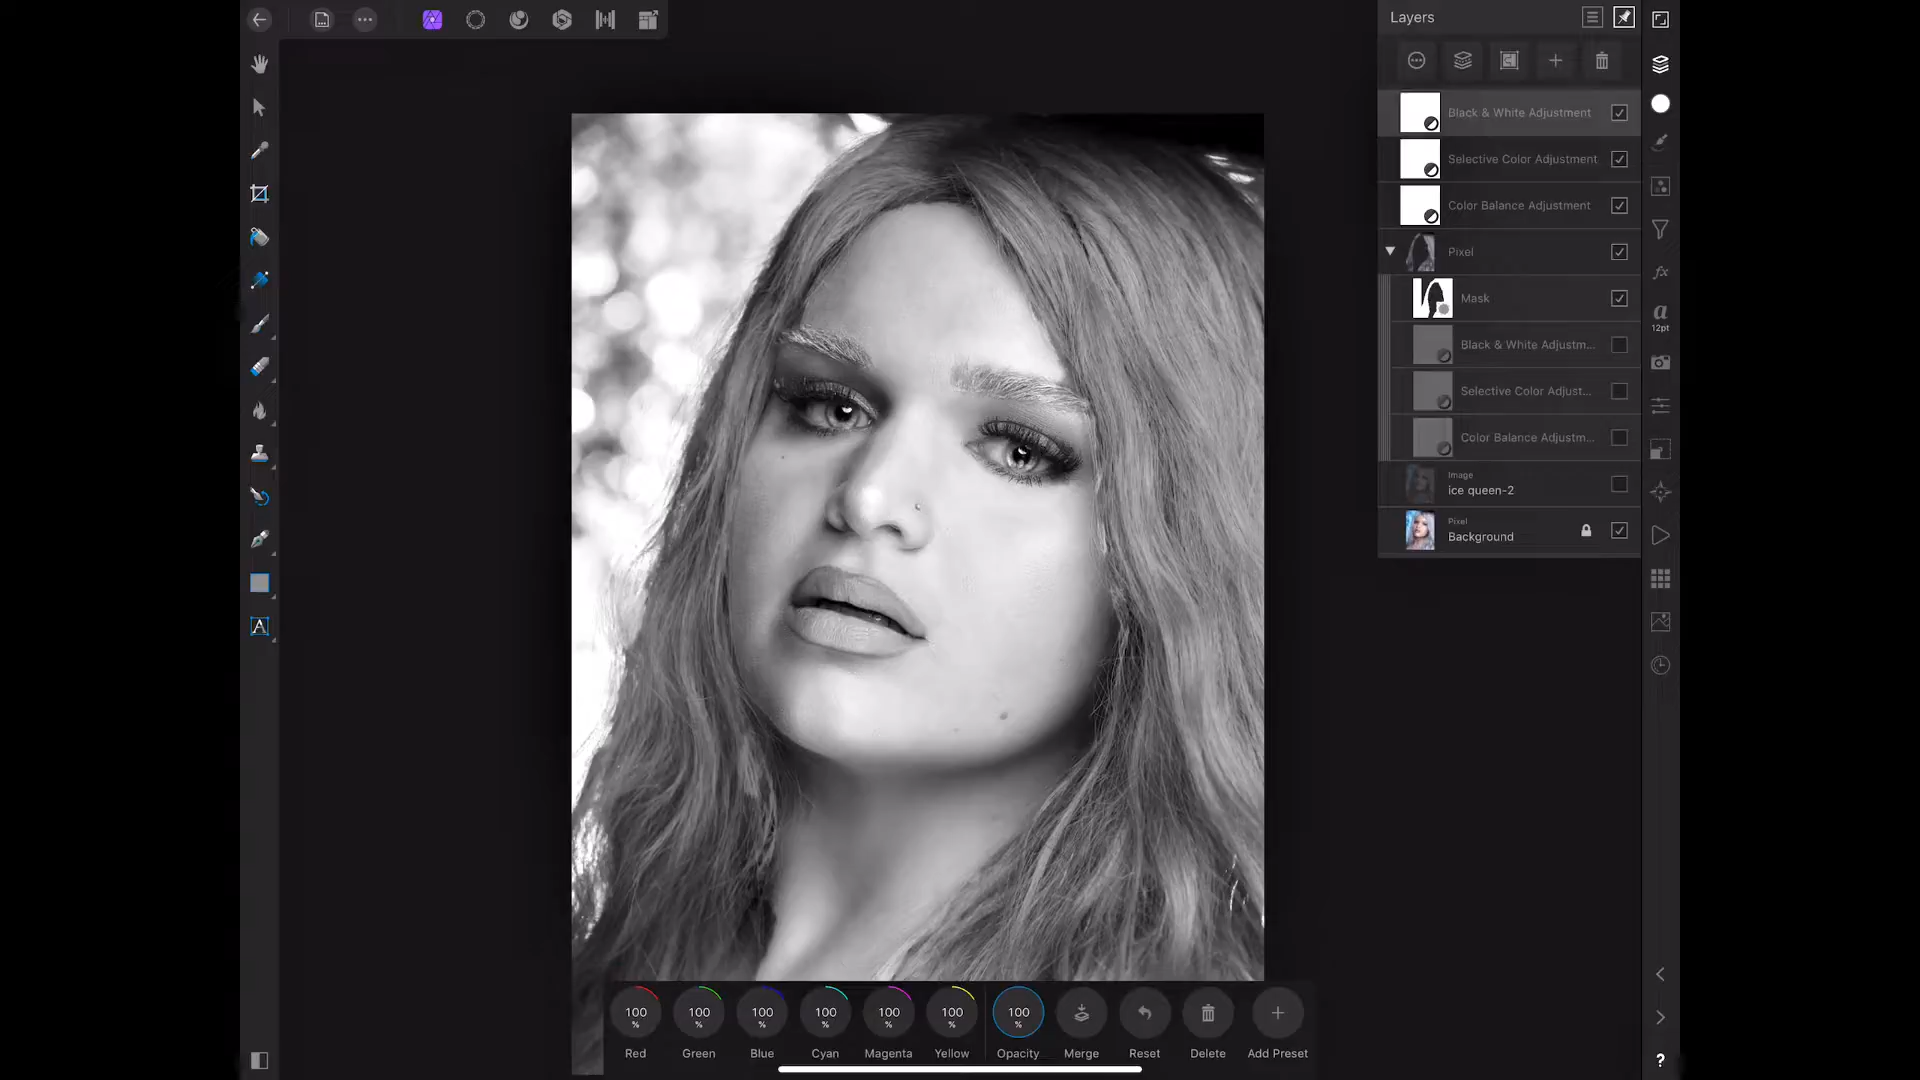 Layers
Black & White Adjustment
Selective Color Adjustment
Color Balance Adjustment
Pixel
Mask
Black & White Adjustm...
Selective Color Adjust...
Color Balance Adjustm...
Image
ice queen-2
Pixel
Background
fx
a
12pt
A
100
%
100
%
100
%
100
%
100
%
100
%
100
%
Red
Green
Blue
Cyan
Magenta
Yellow
Opacity
Merge
Reset
Delete
Add Preset
?